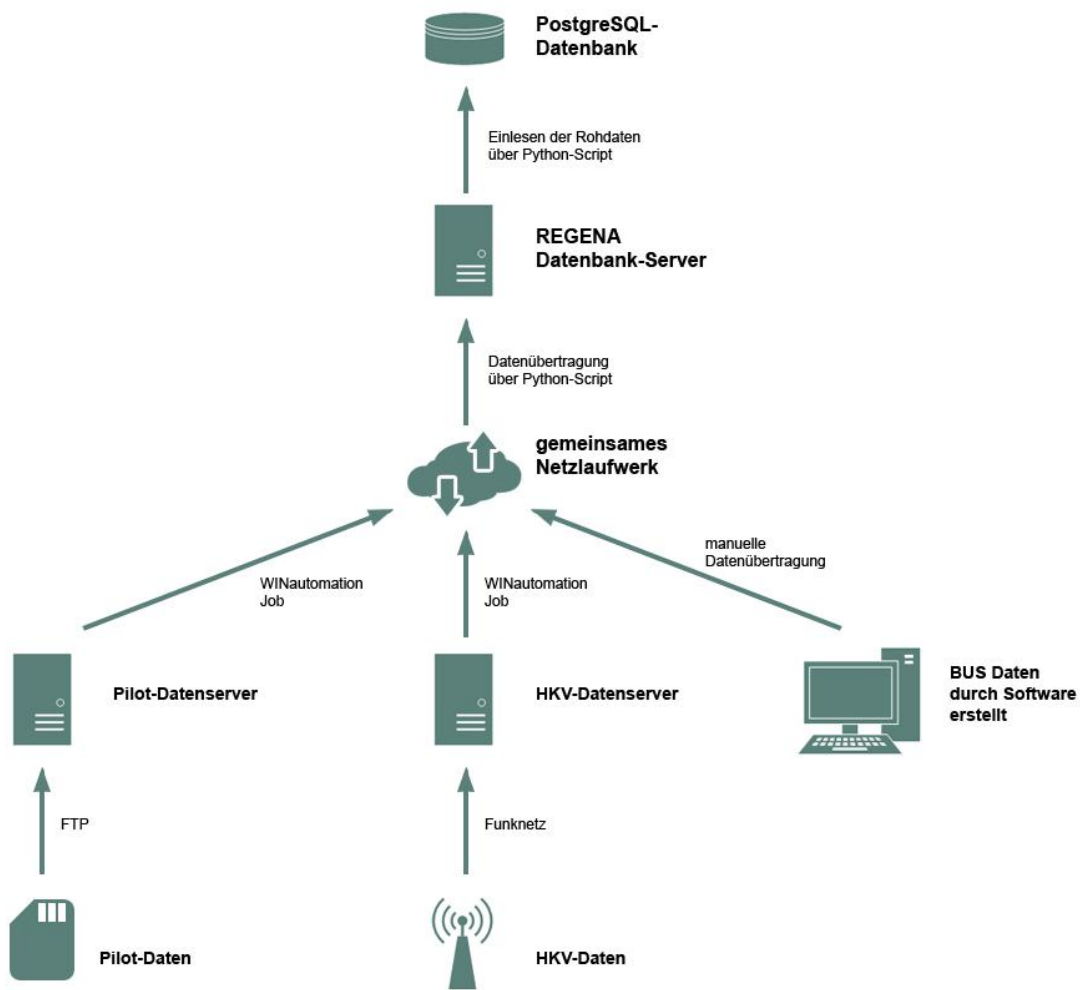 PostgreSQL-
Datenbank
Einlesen der Rohdaten
über Python-Script
REGENA
Datenbank-Server
Datenübertragung
über Python-Script
gemeinsames
Netzlaufwerk
manuelle
Datenübertragung
WINautomation
Job
WINautomation
Job
Pilot-Datenserver
HKV-Datenserver
BUS Daten
durch Software
erstellt
FTP
Funknetz
Pilot-Daten
HKV-Daten